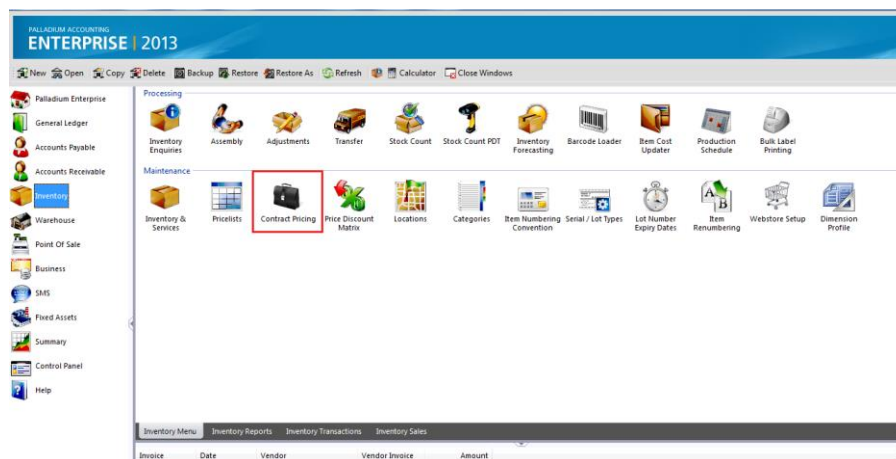 PALLADIUM ACCOUNTING
ENTERPRISE | 2013
New Open Copy Delete Backup Restore Restore As Refresh Calculator Close Windows
Palladium Enterprise
General Ledger
Accounts Payable
Accounts Receivable
Inventory
Warehouse
Point Of Sale
Business
SMS
Fixed Assets
Summary
Control Panel
Help
Processing
Inventory Enquiries
Assembly
Adjustments
Transfer
Stock Count
Stock Count PDT
Inventory Forecasting
Barcode Loader
Item Cost Updater
Production Schedule
Bulk Label Printing
Maintenance
Inventory & Services
Pricelists
Contract Pricing
Price Discount Matrix
Locations
Categories
Item Numbering Convention
Serial / Lot Types
Lot Number Expiry Dates
Item Renumbering
Webstore Setup
Dimension Profile
Inventory Menu Inventory Reports Inventory Transactions Inventory Sales
Invoice Date Vendor Vendor Invoice Amount